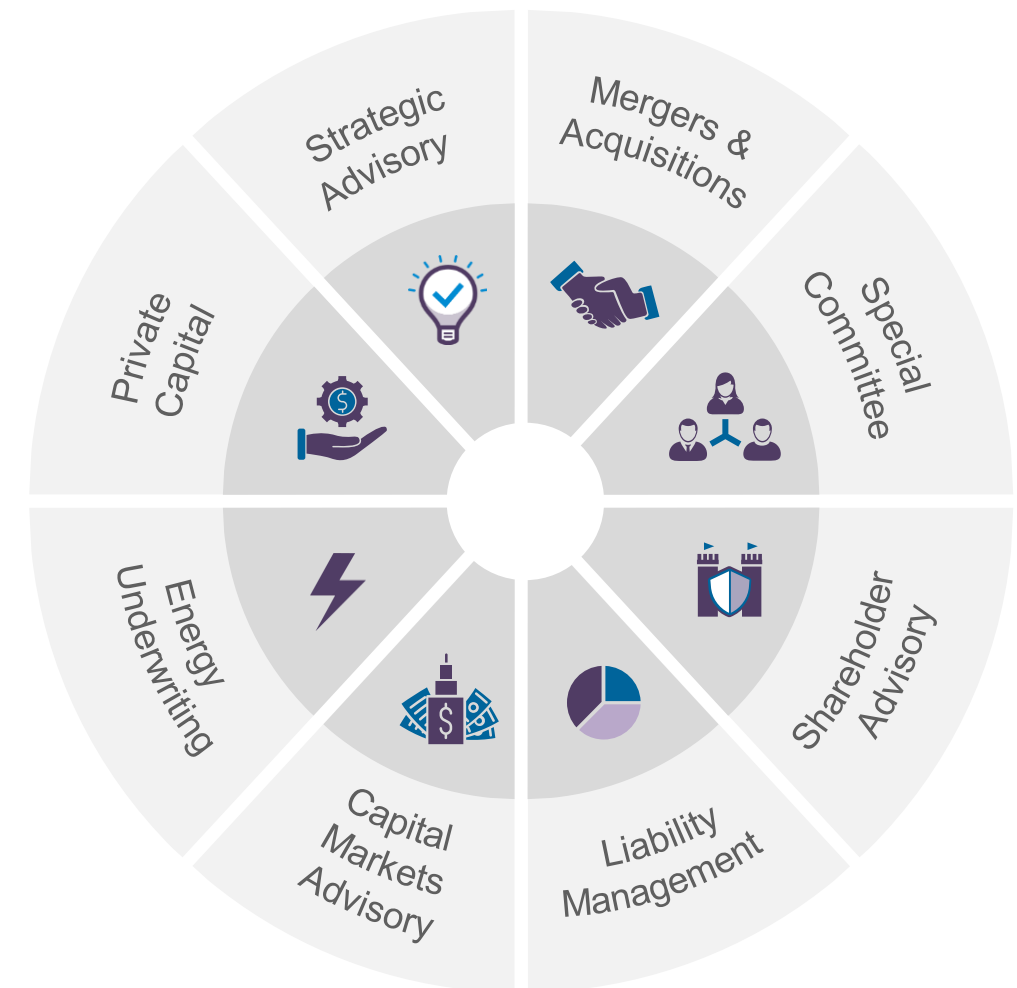 Strategic
Advisory
Mergers &
Acquisitions
Special
Committee
Shareholder
Advisory
Liability
Management
Capital
Markets
Advisory
Energy
Underwriting
Private
Capital
$
$